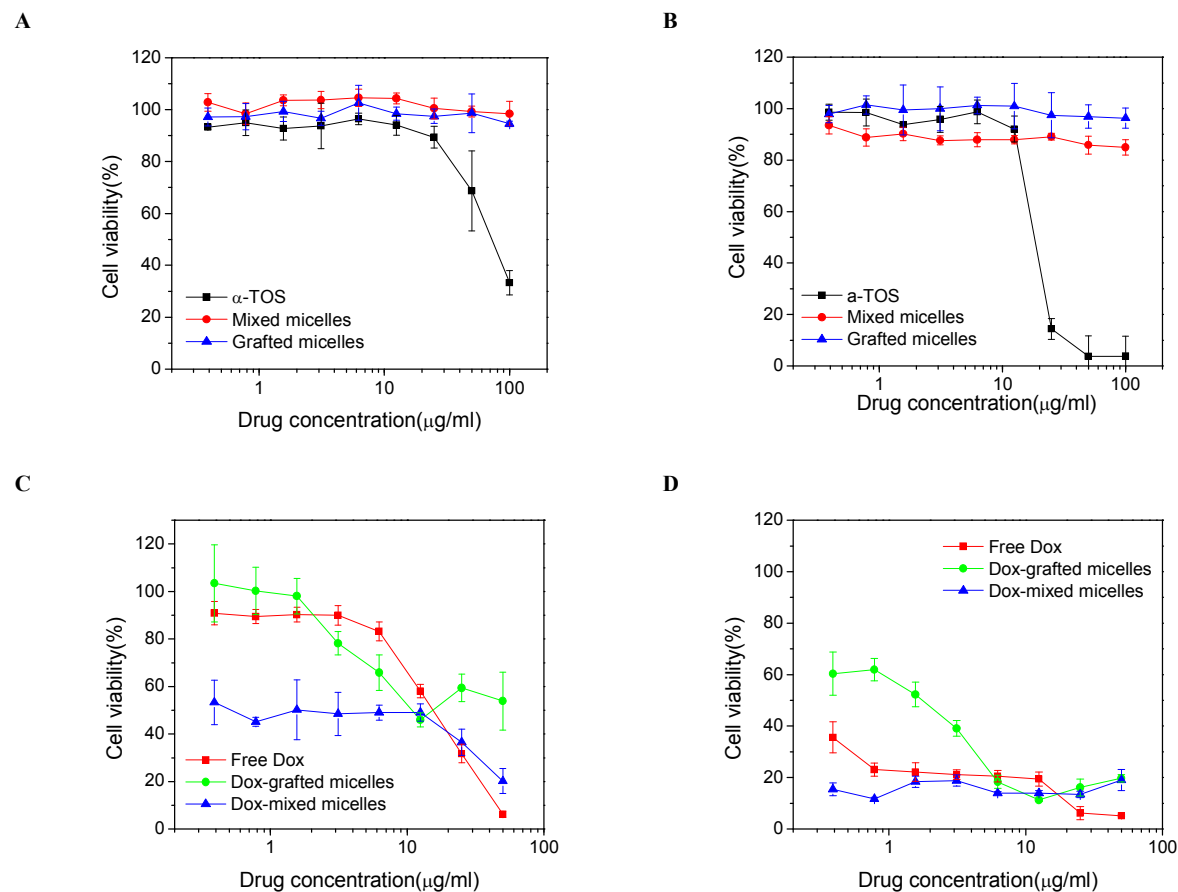 A
120
100
80
60
40
20
0
Cell viability(%)
α-TOS
Mixed micelles
Grafted micelles
1
10
100
Drug concentration(μg/ml)
B
120
100
80
60
40
20
0
Cell viability(%)
a-TOS
Mixed micelles
Grafted micelles
1
10
100
Drug concentration(μg/ml)
C
120
100
80
60
40
20
0
Cell viability(%)
Free Dox
Dox-grafted micelles
Dox-mixed micelles
1
10
100
Drug concentration(μg/ml)
D
120
100
80
60
40
20
0
Cell viability(%)
Free Dox
Dox-grafted micelles
Dox-mixed micelles
1
10
100
Drug concentration(μg/ml)